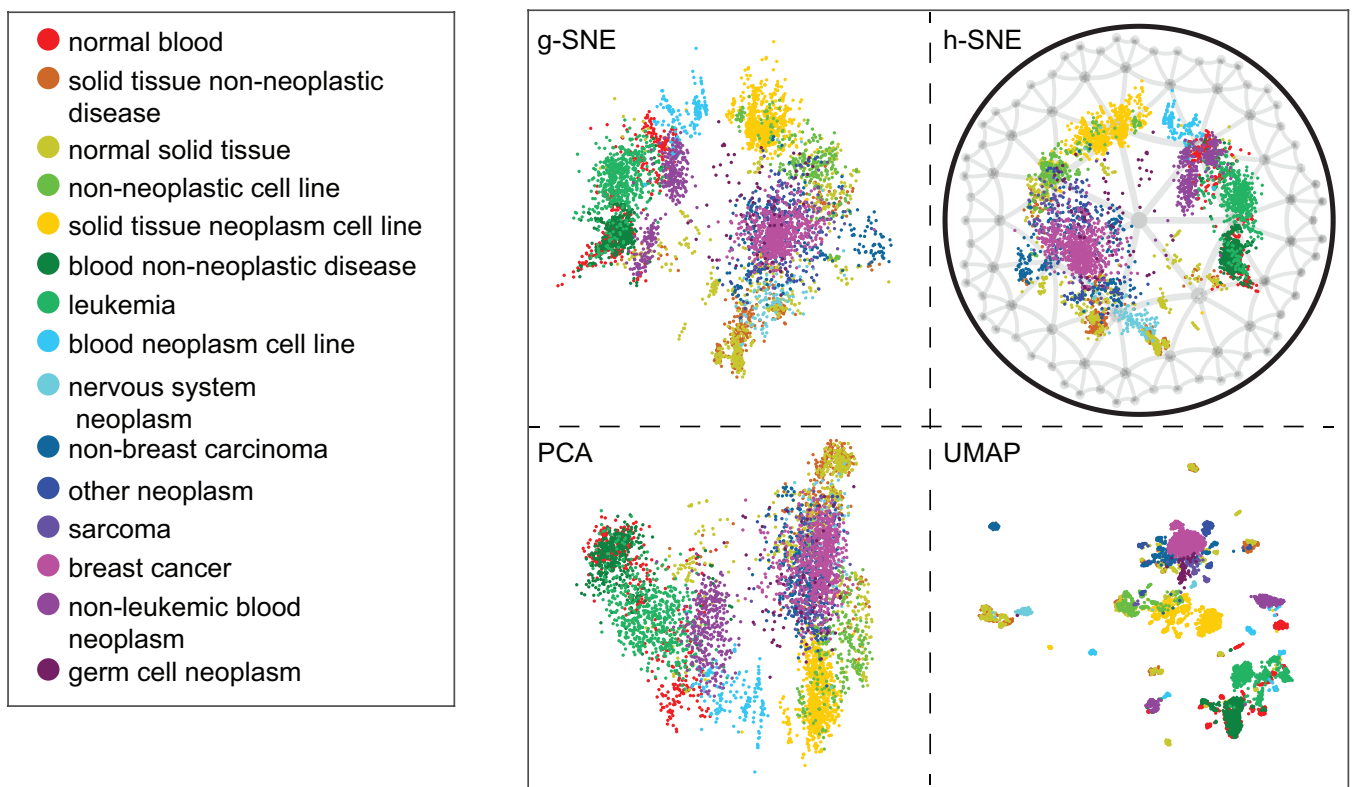 normal blood
solid tissue non-neoplastic
disease
normal solid tissue
non-neoplastic cell line
solid tissue neoplasm cell line
blood non-neoplastic disease
leukemia
blood neoplasm cell line
nervous system
neoplasm
non-breast carcinoma
other neoplasm
sarcoma
breast cancer
non-leukemic blood
neoplasm
germ cell neoplasm
g-SNE
h-SNE
PCA
UMAP